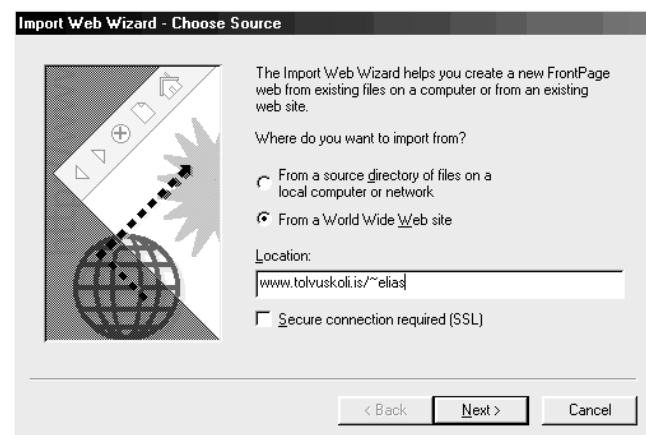 Import Web Wizard - Choose Source
The Import Web Wizard helps you create a new FrontPage
web from existing files on a computer or from an existing
web site.
Where do you want to import from?
From a source directory of files on a
local computer or network
From a World Wide Web site
Location:
www.tolvuskoli.is/~elias
Secure connection required (SSL)
< Back
Next >
Cancel